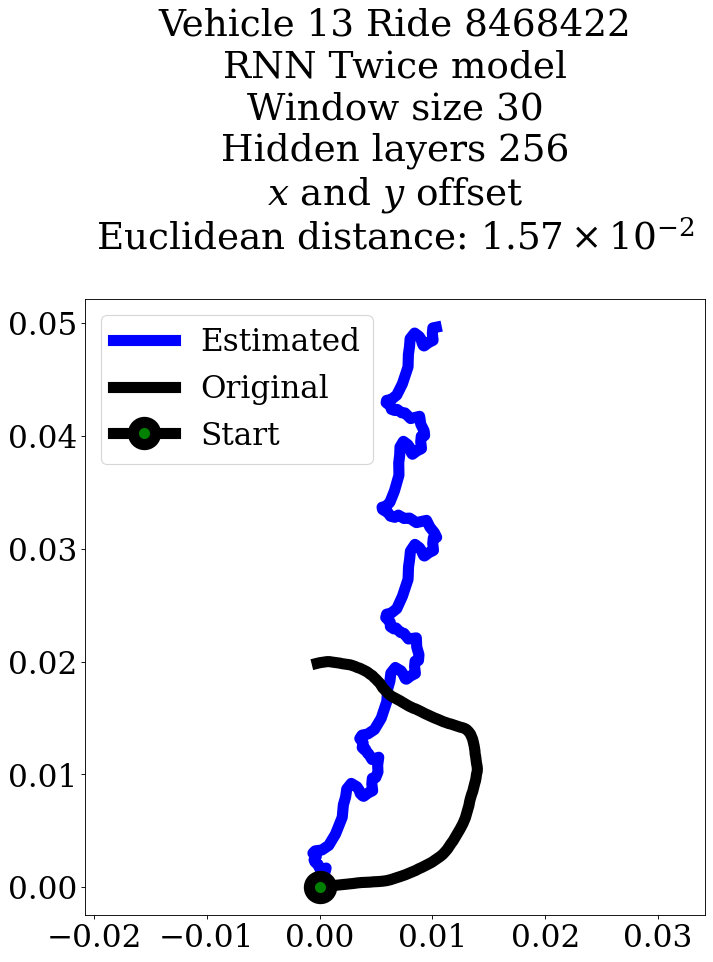 Vehicle 13 Ride 8468422
RNN Twice model
Window size 30
Hidden layers 256
x and y offset
Euclidean distance: 1.57 × 10⁻²
Estimated
Original
Start
0.05
0.04
0.03
0.02
0.01
0.00
−0.02 −0.01 0.00 0.01 0.02 0.03